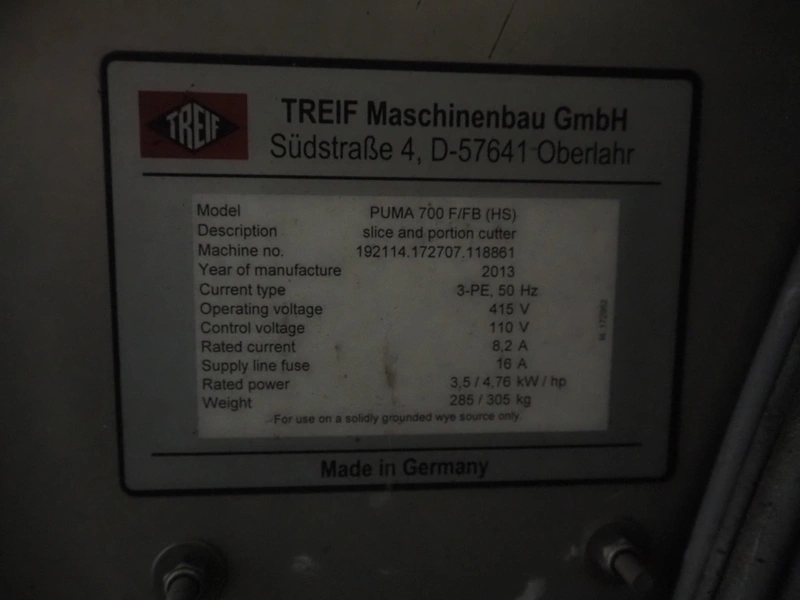 TREIF
TREIF Maschinenbau GmbH
Südstraße 4, D-57641 Oberlahr
Model PUMA 700 F/FB (HS)
Description slice and portion cutter
Machine no. 192114.172707.118861
Year of manufacture 2013
Current type 3-PE, 50 Hz
Operating voltage 415 V
Control voltage 110 V
Rated current 8,2 A
Supply line fuse 16 A
Rated power 3,5 / 4,76 kW / hp
Weight 285 / 305 kg
For use on a solidly grounded wye source only.
Made in Germany